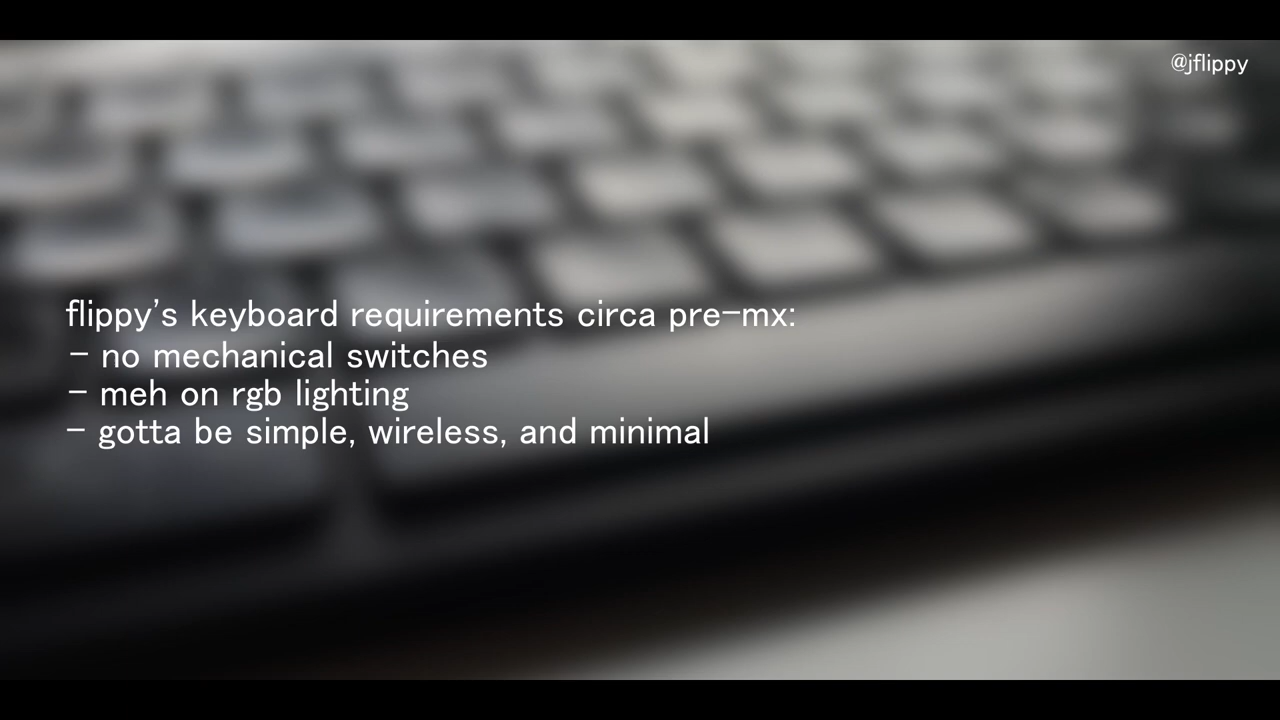 @jflippy
flippy's keyboard requirements circa pre-mx:
- no mechanical switches
- meh on rgb lighting
- gotta be simple, wireless, and minimal